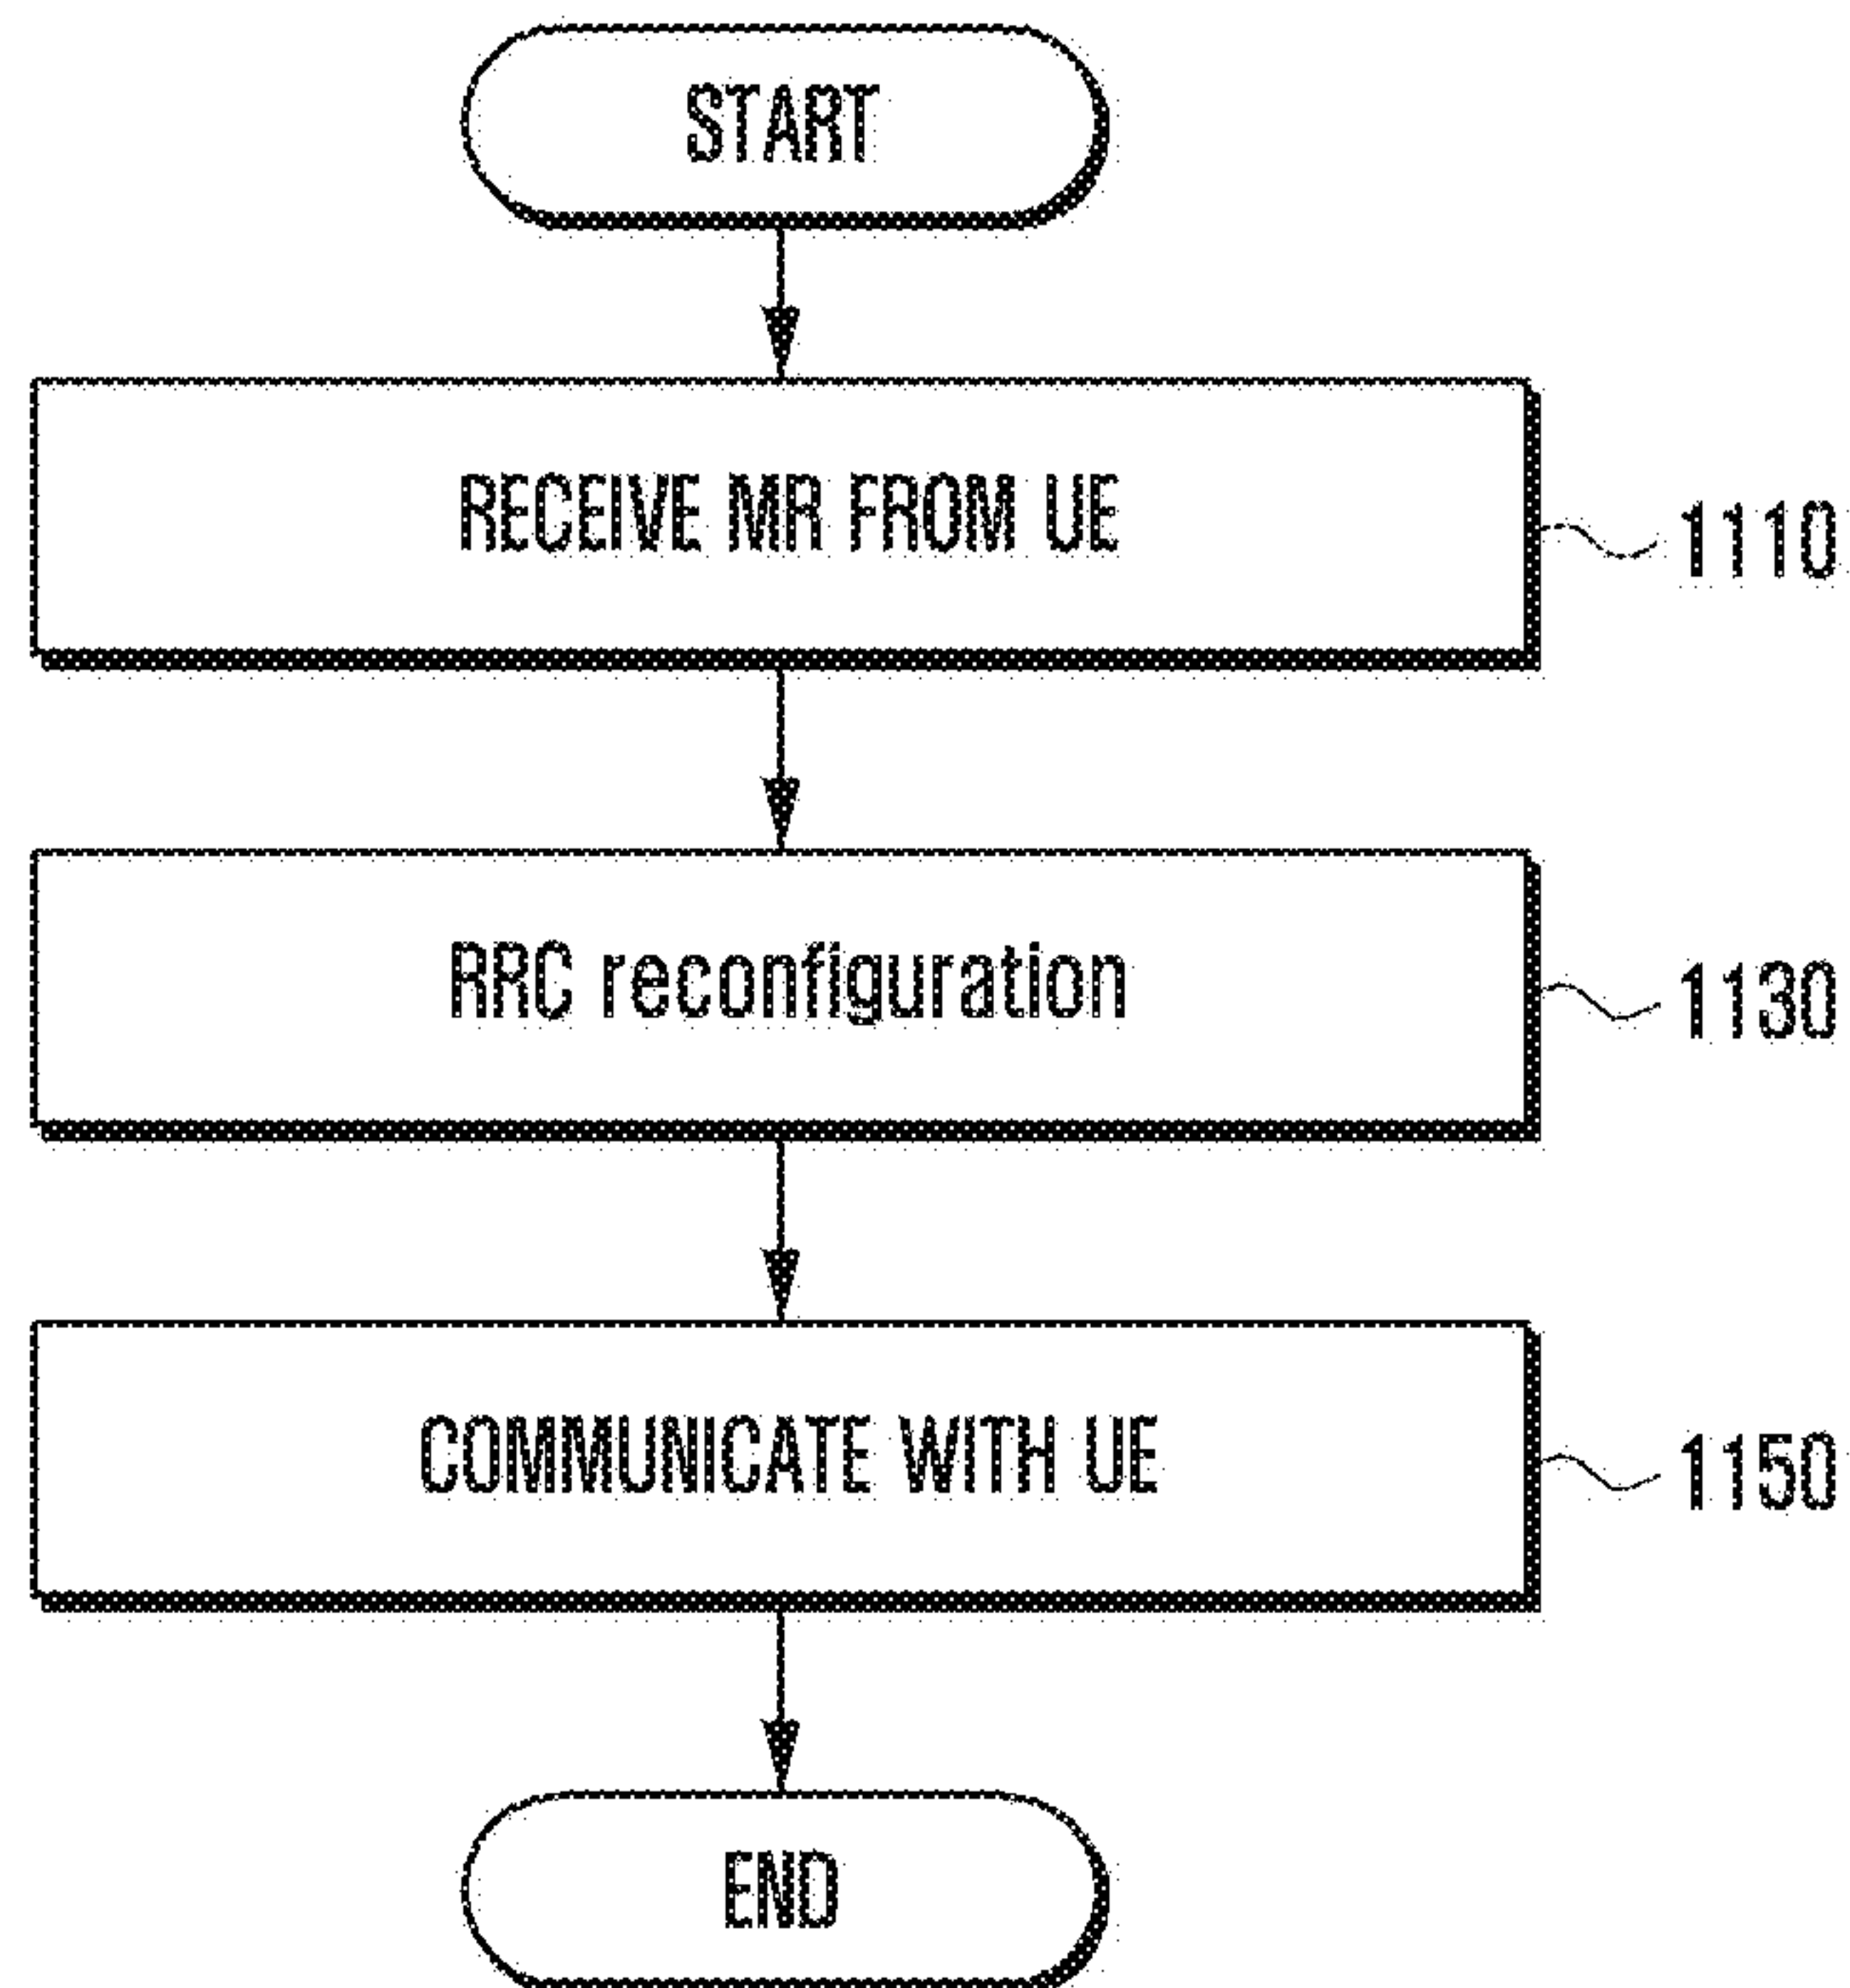 START
RECEIVE MR FROM UE
1110
RRC reconfiguration
1130
COMMUNICATE WITH UE
1150
END